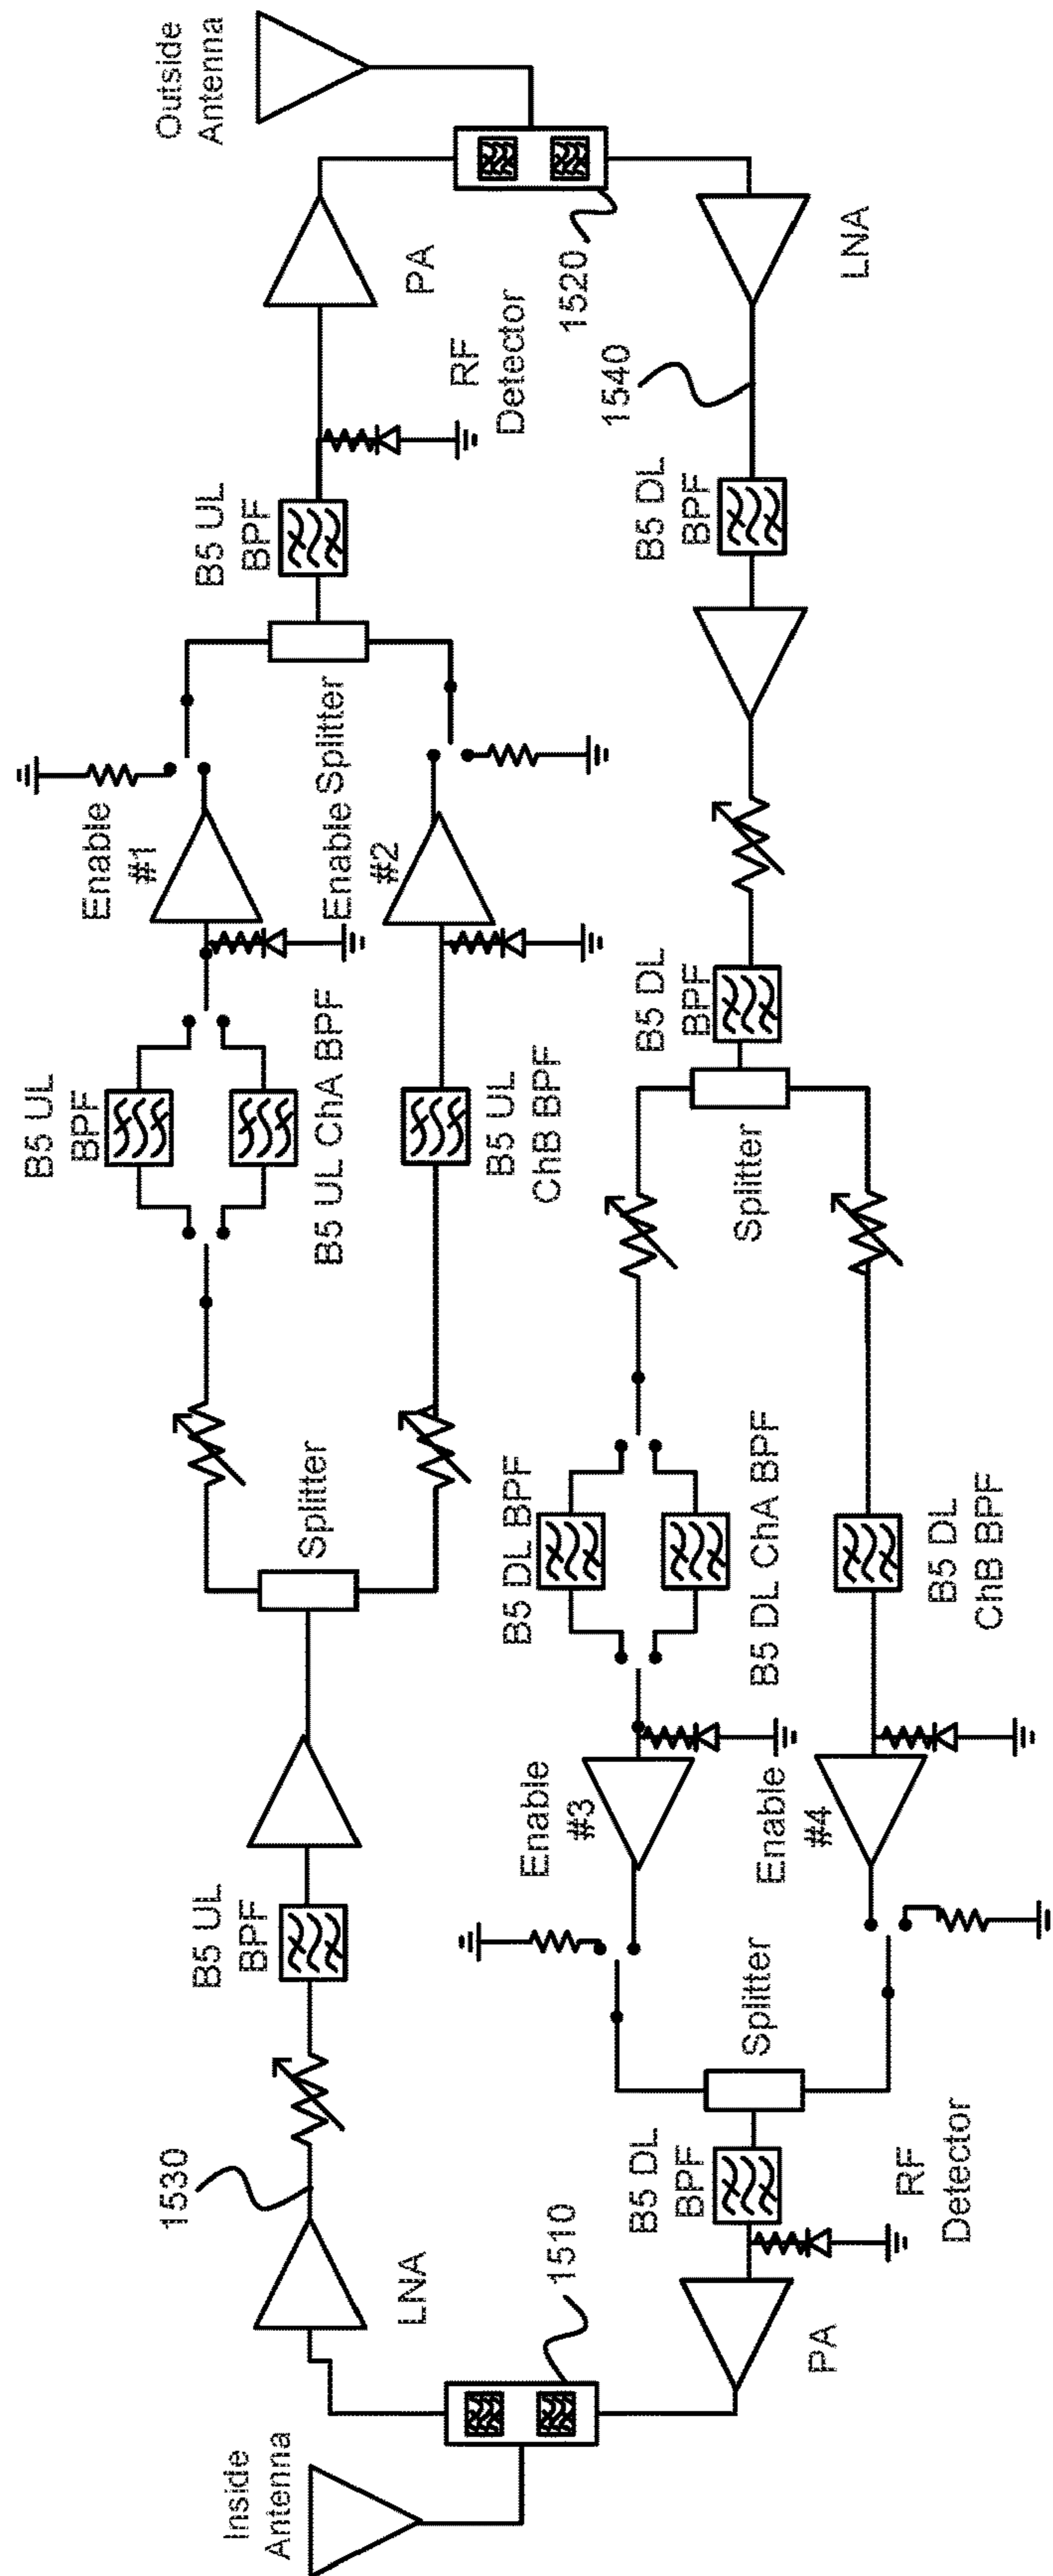 Inside
Antenna
1530
LNA
B5 UL
BPF
Splitter
B5 UL
BPF
B5 UL ChA BPF
B5 UL
ChB BPF
Enable
#1
Enable
#2
Splitter
B5 UL
BPF
RF
Detector
PA
Outside
Antenna
1510
1520
PA
B5 DL
BPF
RF
Detector
Splitter
Enable
#3
Enable
#4
B5 DL BPF
B5 DL ChA BPF
B5 DL
ChB BPF
Splitter
B5 DL
BPF
B5 DL
BPF
1540
LNA